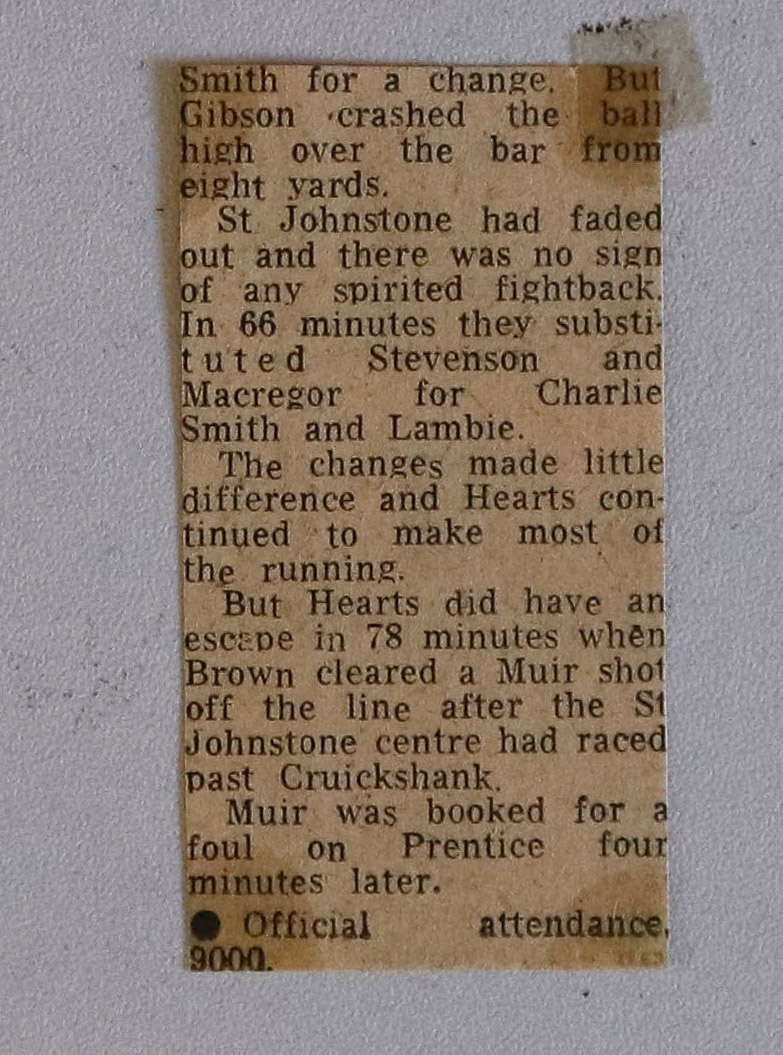 Smith for a change. But
Gibson crashed the ball
high over the bar from
eight yards.
St Johnstone had faded
out and there was no sign
of any spirited fightback.
In 66 minutes they substi-
tuted Stevenson and
Macregor for Charlie
Smith and Lambie.
The changes made little
difference and Hearts con-
tinued to make most of
the running.
But Hearts did have an
escape in 78 minutes when
Brown cleared a Muir shot
off the line after the St
Johnstone centre had raced
past Cruickshank.
Muir was booked for a
foul on Prentice four
minutes later.
● Official attendance,
9000.